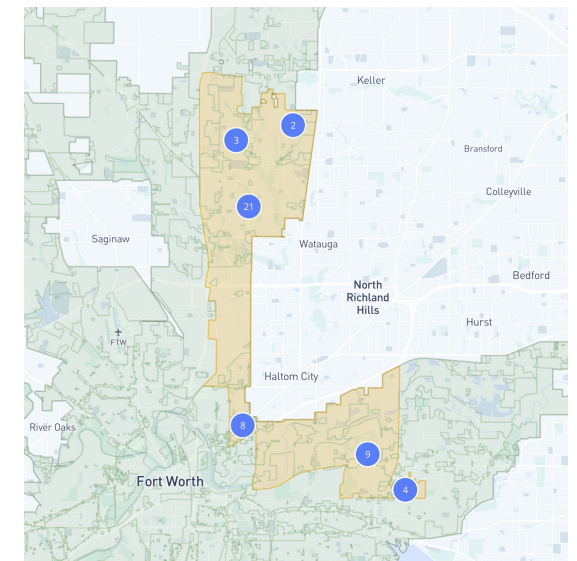 Keller
2
3
Bransford
Colleyville
21
Saginaw
Watauga
Bedford
North
Richland
Hills
Hurst
FTW
Haltom City
River Oaks
8
9
Fort Worth
4